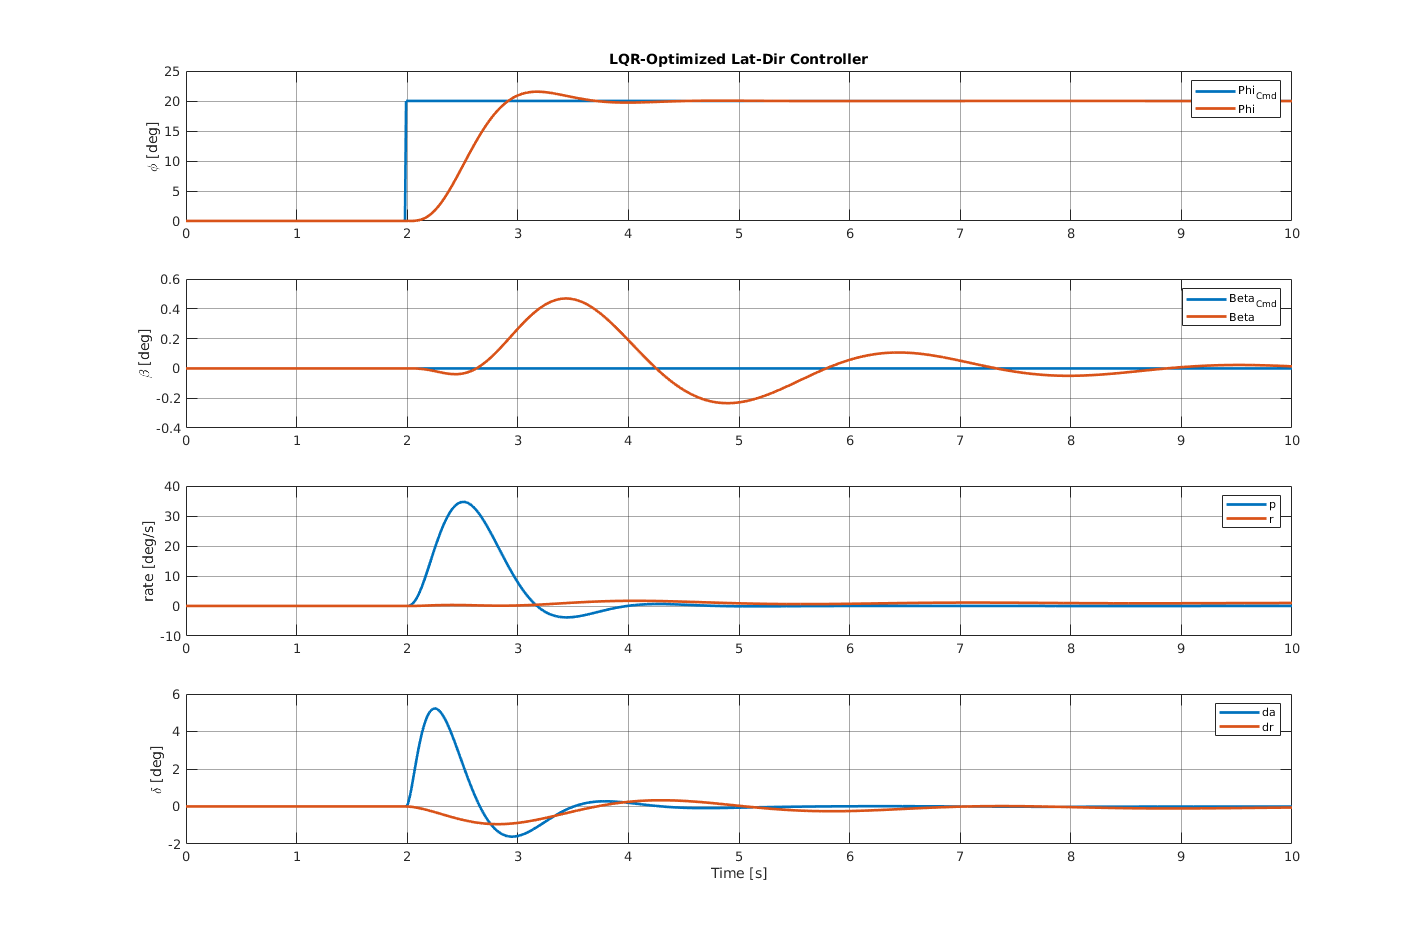 LQR-Optimized Lat-Dir Controller
25
20
15
10
5
0
ϕ [deg]
Phi_Cmd
Phi
0 1 2 3 4 5 6 7 8 9 10
0.6
0.4
0.2
0
-0.2
-0.4
β [deg]
Beta_Cmd
Beta
0 1 2 3 4 5 6 7 8 9 10
40
30
20
10
0
-10
rate [deg/s]
p
r
0 1 2 3 4 5 6 7 8 9 10
6
4
2
0
-2
δ [deg]
da
dr
0 1 2 3 4 5 6 7 8 9 10
Time [s]